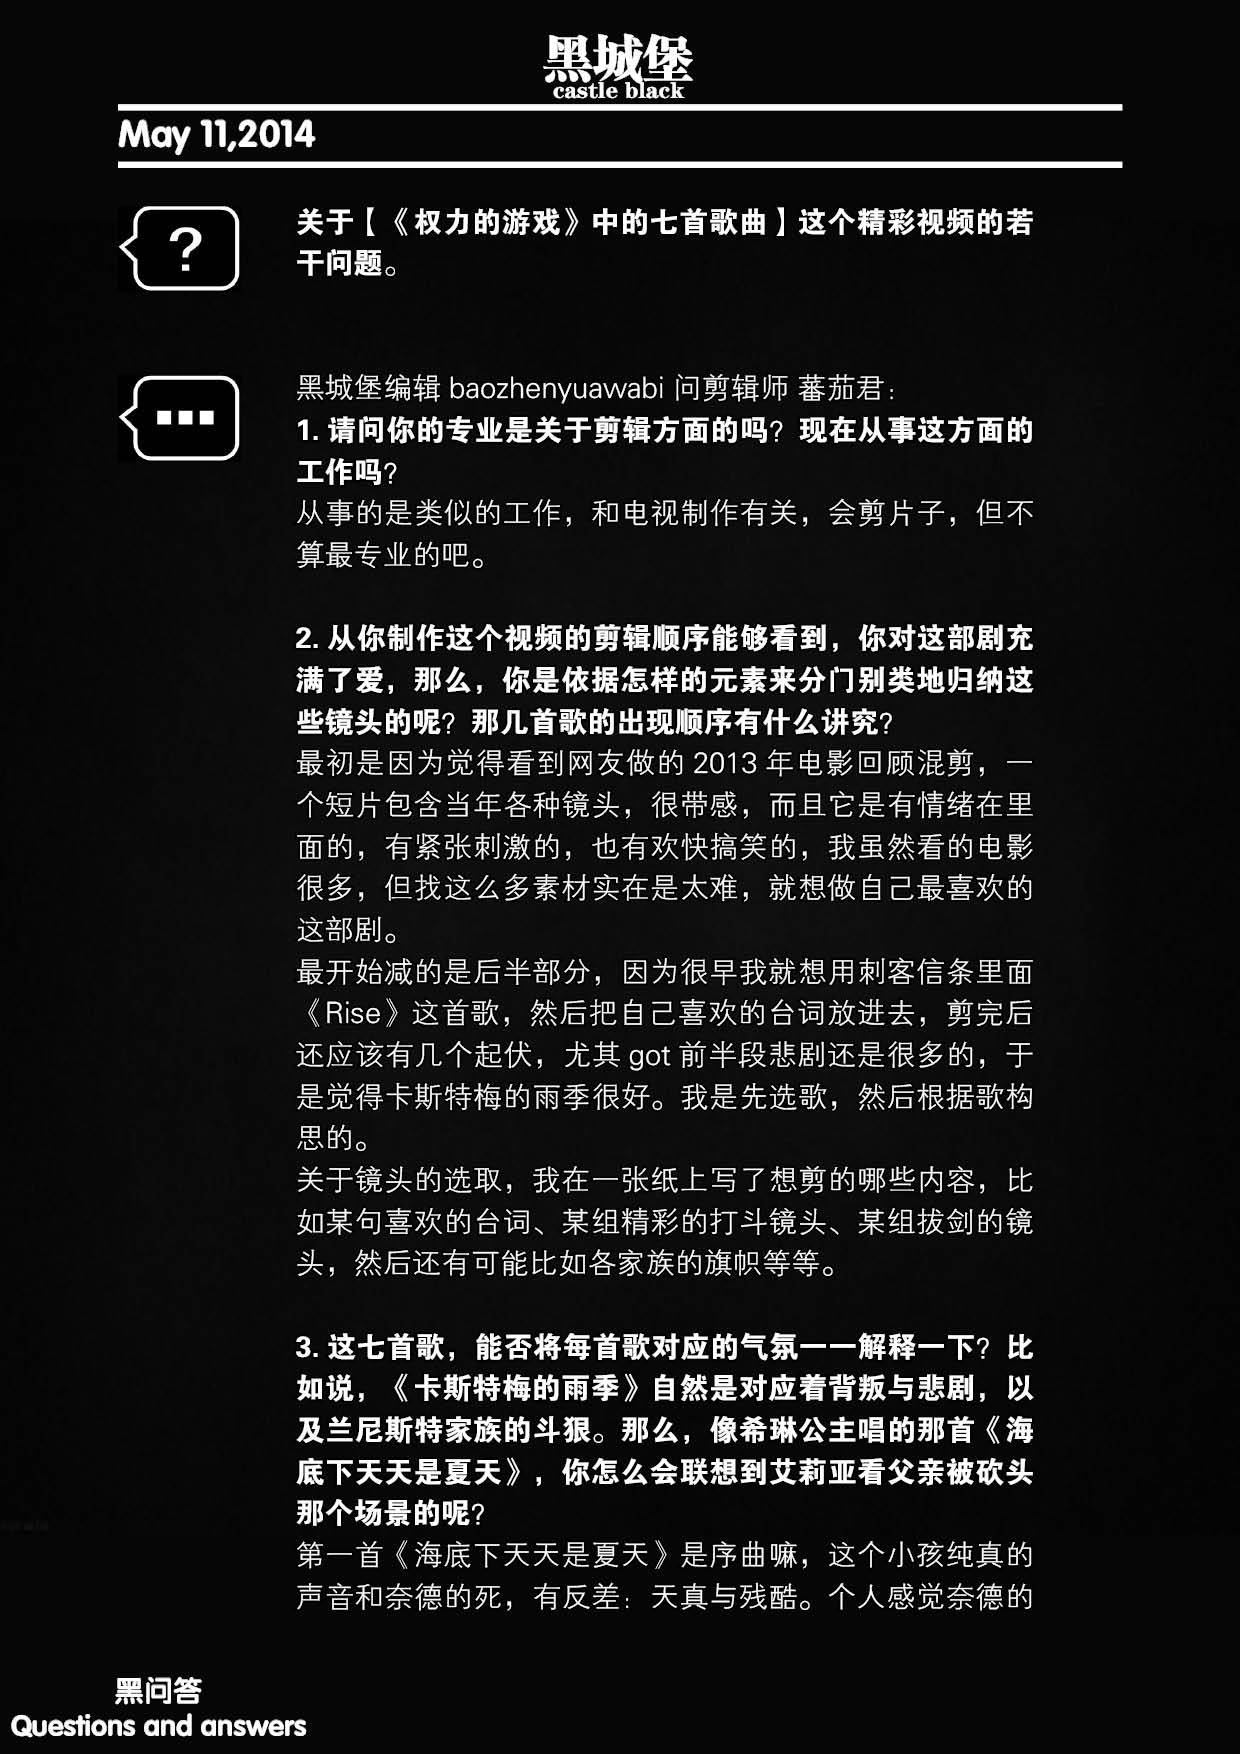 黑城堡
castle black
May 11,2014
?
关于【《权力的游戏》中的七首歌曲】这个精彩视频的若
干问题。
黑城堡编辑 baozhenyuawabi 问剪辑师 蕃茄君：
1. 请问你的专业是关于剪辑方面的吗？现在从事这方面的
工作吗？
从事的是类似的工作，和电视制作有关，会剪片子，但不
算最专业的吧。
2. 从你制作这个视频的剪辑顺序能够看到，你对这部剧充
满了爱，那么，你是依据怎样的元素来分门别类地归纳这
些镜头的呢？那几首歌的出现顺序有什么讲究？
最初是因为觉得看到网友做的 2013 年电影回顾混剪，一
个短片包含当年各种镜头，很带感，而且它是有情绪在里
面的，有紧张刺激的，也有欢快搞笑的，我虽然看的电影
很多，但找这么多素材实在是太难，就想做自己最喜欢的
这部剧。
最开始减的是后半部分，因为很早我就想用刺客信条里面
《Rise》这首歌，然后把自己喜欢的台词放进去，剪完后
还应该有几个起伏，尤其 got 前半段悲剧还是很多的，于
是觉得卡斯特梅的雨季很好。我是先选歌，然后根据歌构
思的。
关于镜头的选取，我在一张纸上写了想剪的哪些内容，比
如某句喜欢的台词、某组精彩的打斗镜头、某组拔剑的镜
头，然后还有可能比如各家族的旗帜等等。
3. 这七首歌，能否将每首歌对应的气氛一一解释一下？比
如说，《卡斯特梅的雨季》自然是对应着背叛与悲剧，以
及兰尼斯特家族的斗狠。那么，像希琳公主唱的那首《海
底下天天是夏天》，你怎么会联想到艾莉亚看父亲被砍头
那个场景的呢？
第一首《海底下天天是夏天》是序曲嘛，这个小孩纯真的
声音和奈德的死，有反差：天真与残酷。个人感觉奈德的
黑问答
Questions and answers